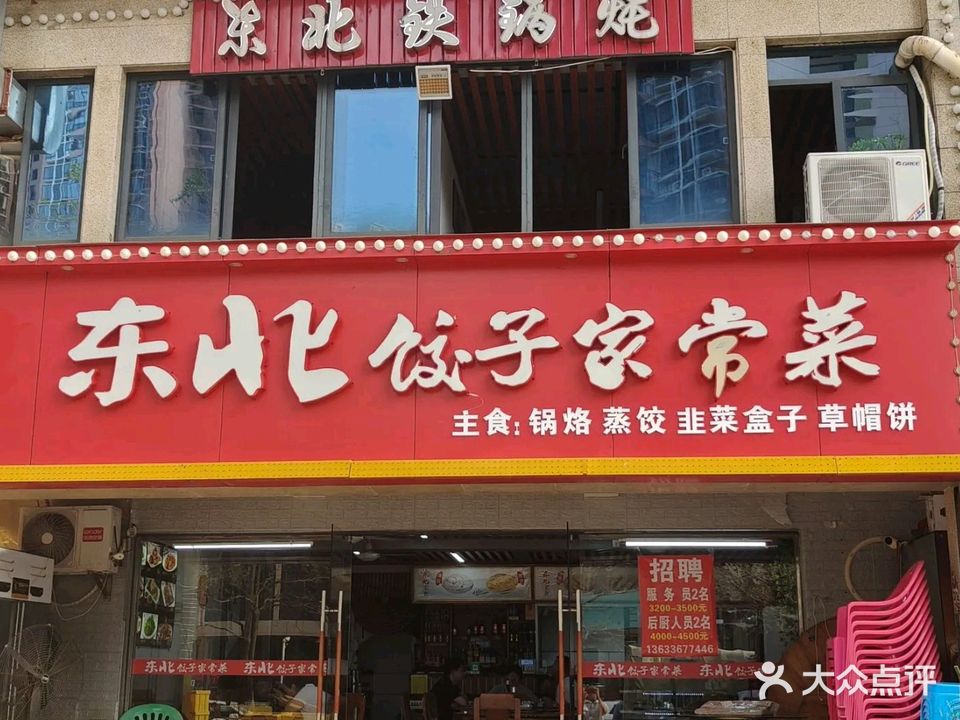 东北铁锅炖
GREE
东北饺子家常菜
主食:锅烙 蒸饺 韭菜盒子 草帽饼
招聘
服务员2名
3200-3500元
后厨人员2名
4000-4500元
13633677446
东北饺子家常菜 东北饺子家常菜 东北饺子家常菜 东北饺子家常菜
大众点评